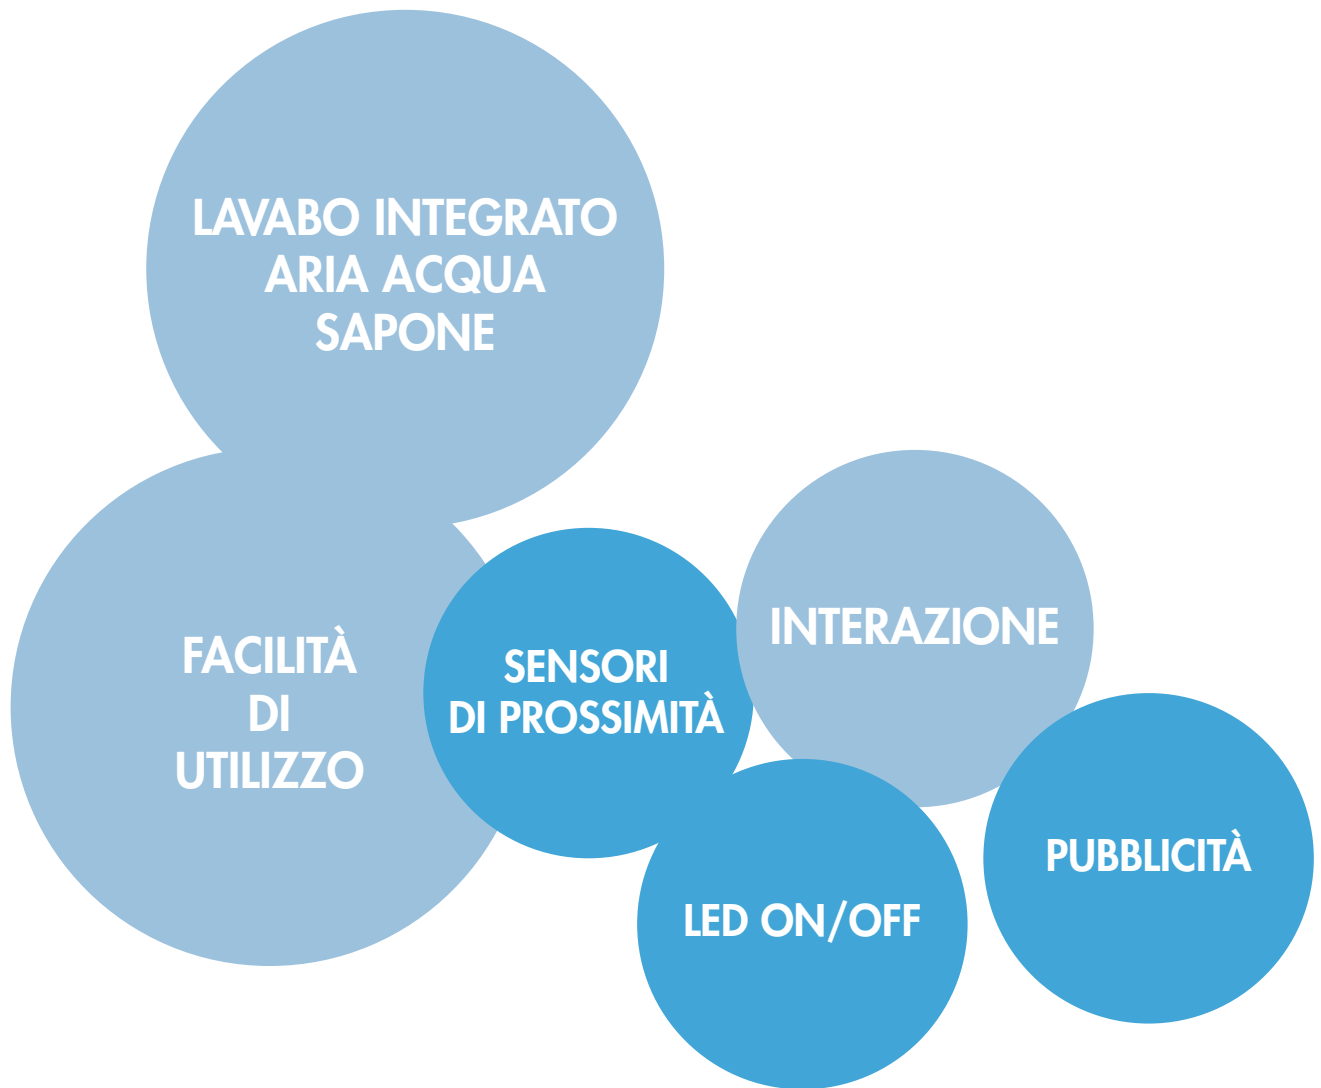 LAVABO INTEGRATO
ARIA ACQUA
SAPONE
FACILITÀ
DI
UTILIZZO
SENSORI
DI PROSSIMITÀ
INTERAZIONE
LED ON/OFF
PUBBLICITÀ